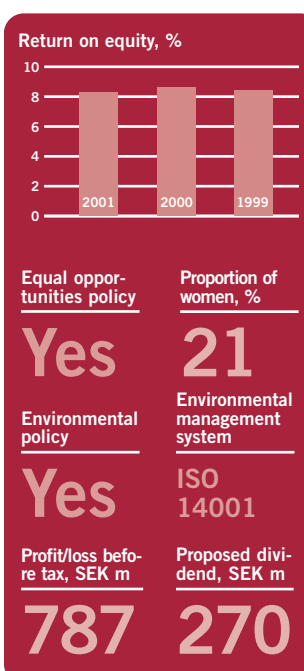 Return on equity, %
10
8
6
4
2
0
2001 2000 1999
Equal oppor-
tunities policy
Yes
Proportion of
women, %
21
Environmental
policy
Yes
Environmental
management
system
ISO
14001
Profit/loss befo-
re tax, SEK m
787
Proposed divi-
dend, SEK m
270